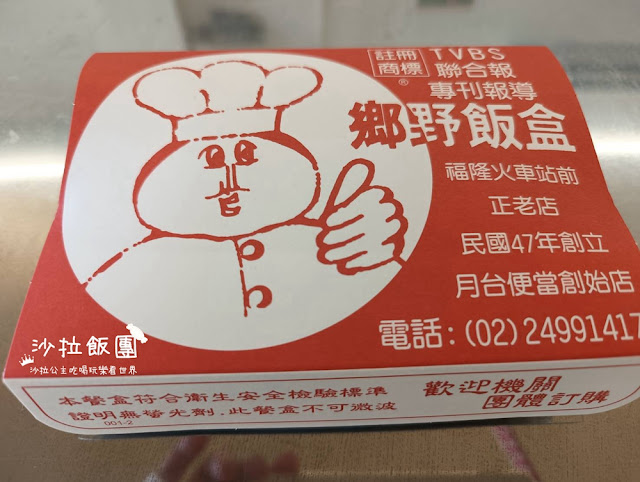 註冊
商標
®
TVBS
聯合報
專刊報導
鄉野飯盒
福隆火車站前
正老店
民國47年創立
月台便當創始店
電話:(02)24991417
沙拉飯團
沙拉公主吃喝玩樂看世界
本餐盒符合衛生安全檢驗標準
證明無螢光劑,此餐盒不可微波
001-2
歡迎機關
團體訂購